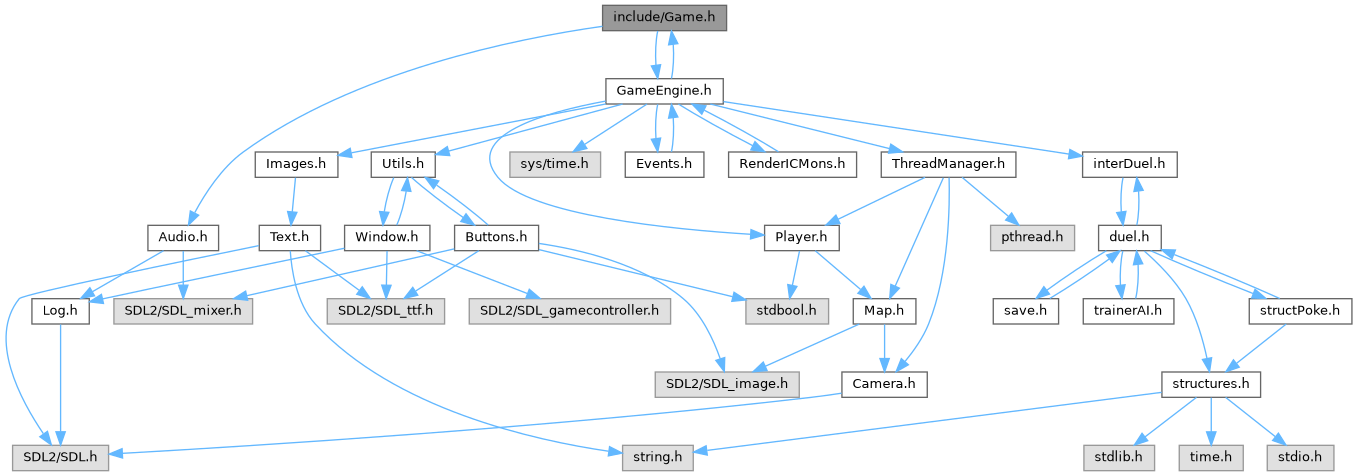 include/Game.h
GameEngine.h
Images.h
Utils.h
sys/time.h
Events.h
RenderICMons.h
ThreadManager.h
interDuel.h
Audio.h
Text.h
Window.h
Buttons.h
Player.h
pthread.h
duel.h
Log.h
SDL2/SDL_mixer.h
SDL2/SDL_ttf.h
SDL2/SDL_gamecontroller.h
stdbool.h
Map.h
save.h
trainerAI.h
structPoke.h
SDL2/SDL_image.h
Camera.h
structures.h
SDL2/SDL.h
string.h
stdlib.h
time.h
stdio.h